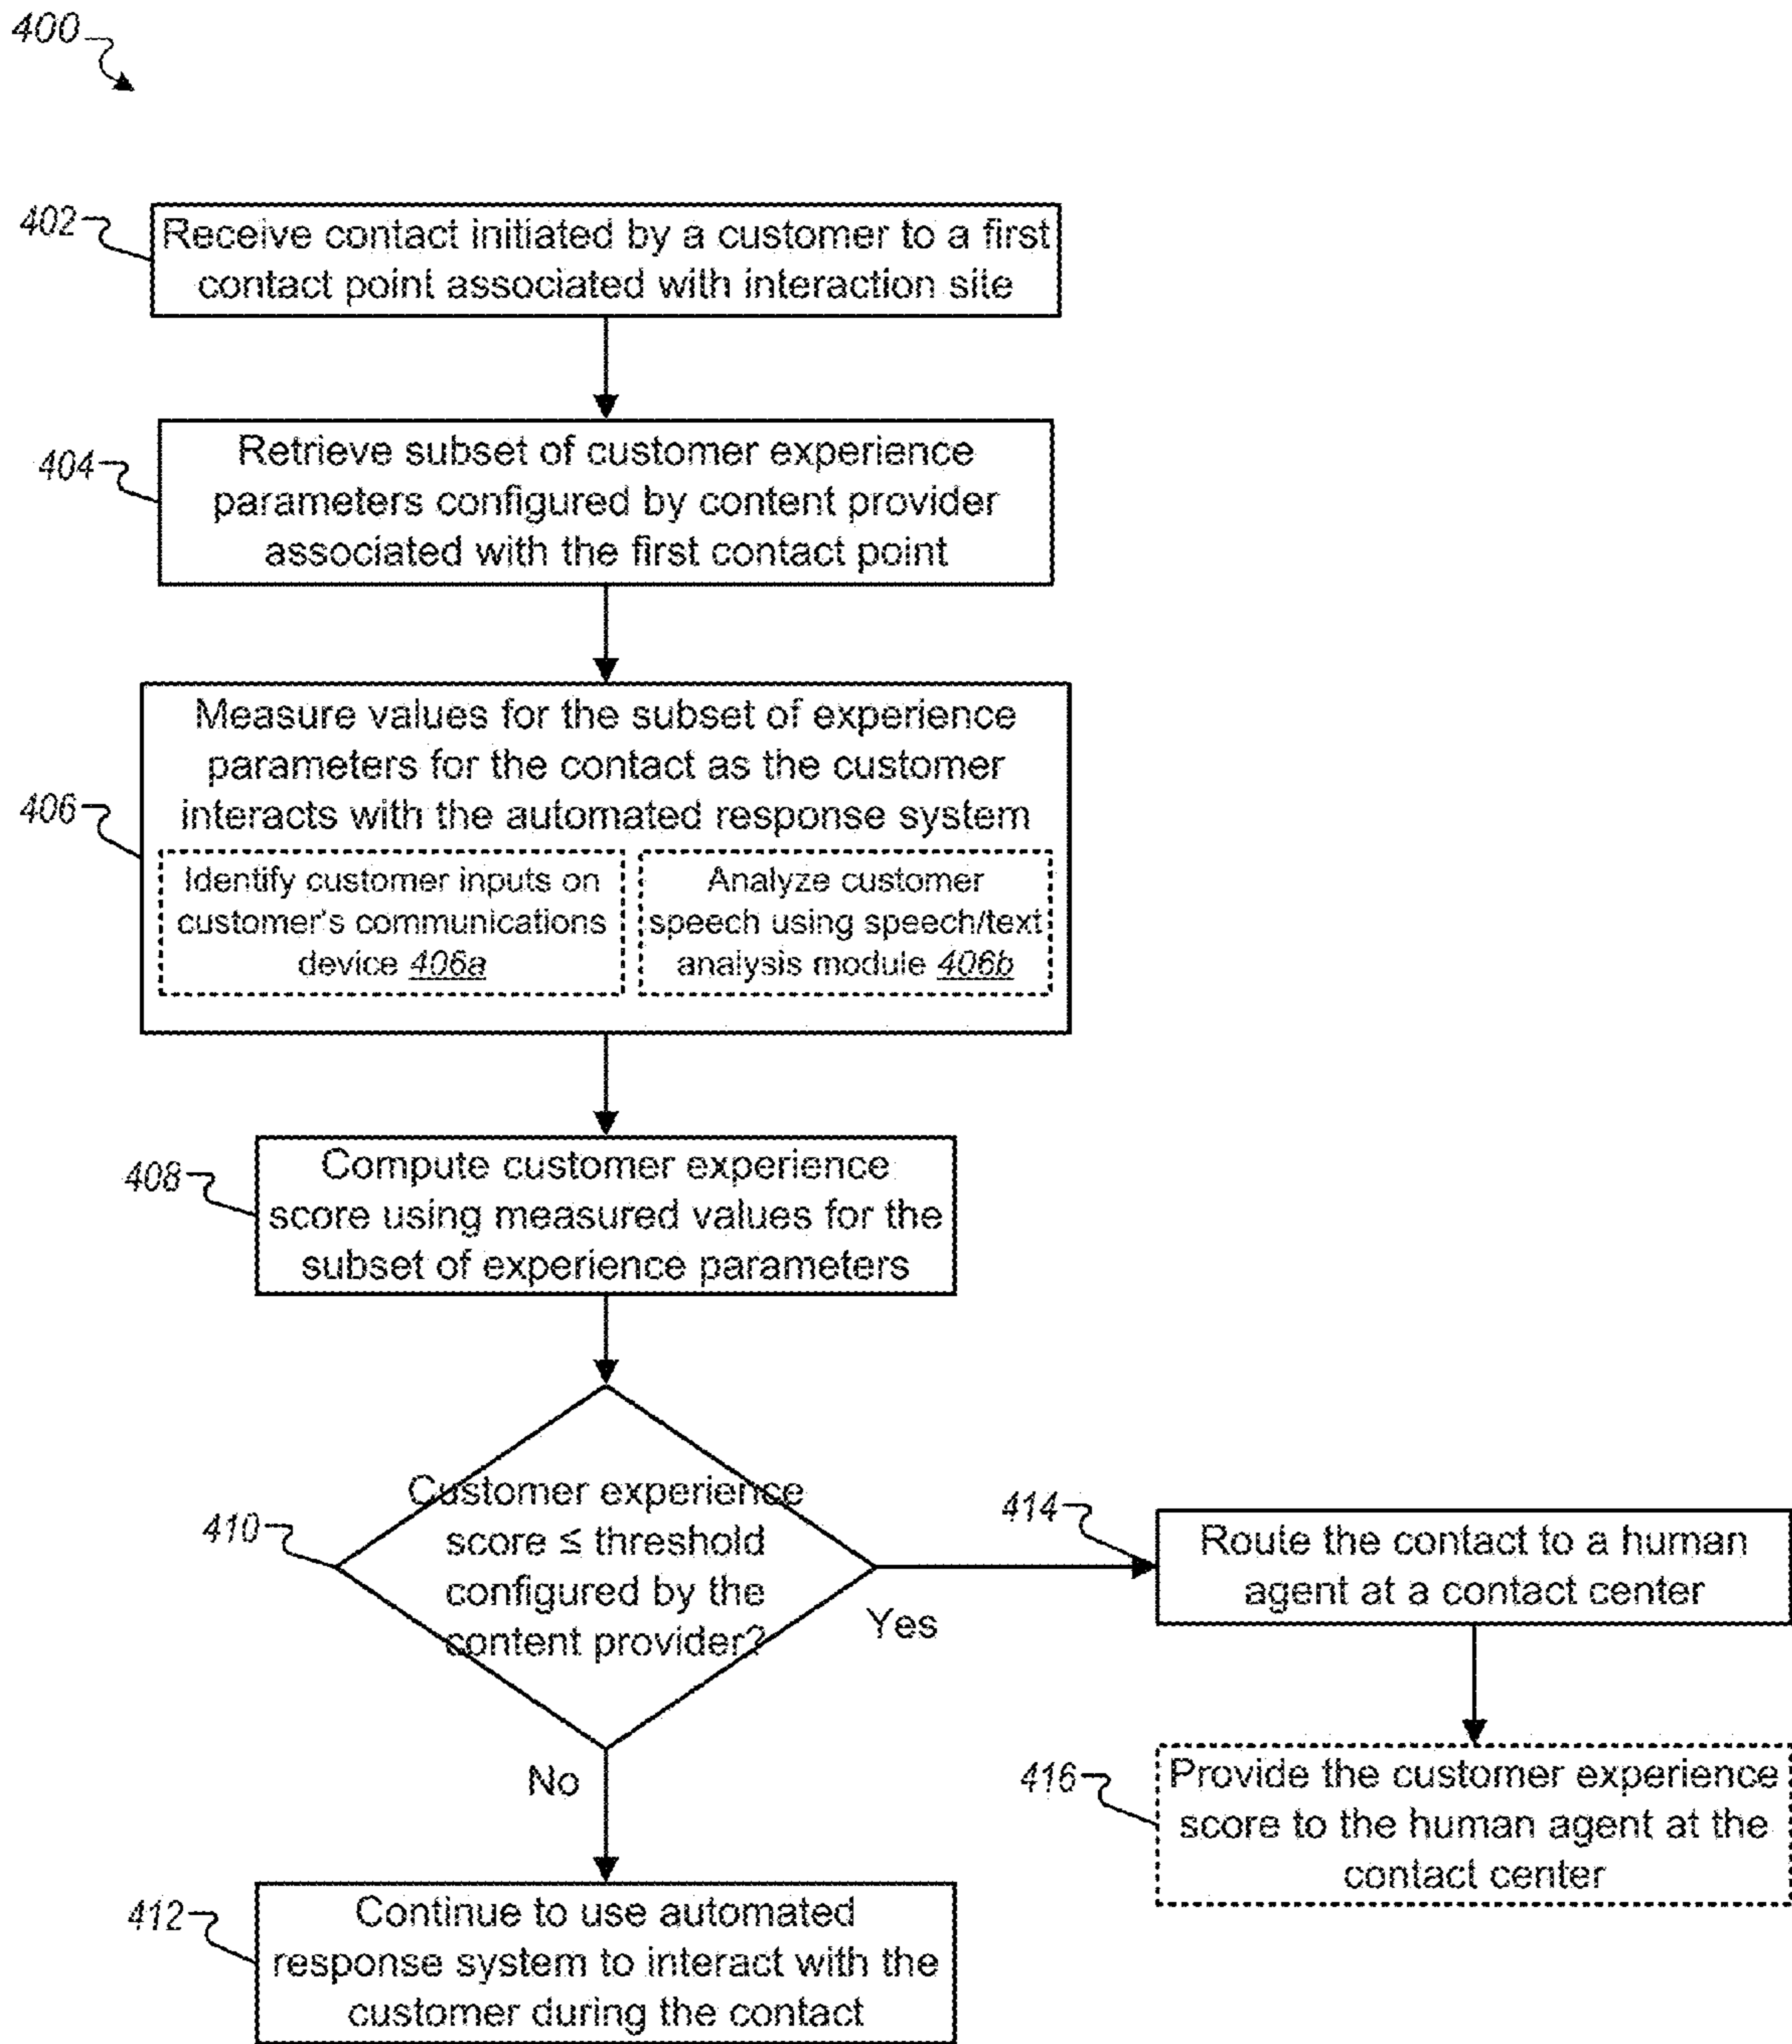 400
402
Receive contact initiated by a customer to a first
contact point associated with interaction site
404
Retrieve subset of customer experience
parameters configured by content provider
associated with the first contact point
406
Measure values for the subset of experience
parameters for the contact as the customer
interacts with the automated response system
Identify customer inputs on
customer's communications
device 406a
Analyze customer
speech using speech/text
analysis module 406b
408
Compute customer experience
score using measured values for the
subset of experience parameters
410
Customer experience
score ≤ threshold
configured by the
content provider?
Yes
No
414
Route the contact to a human
agent at a contact center
416
Provide the customer experience
score to the human agent at the
contact center
412
Continue to use automated
response system to interact with the
customer during the contact